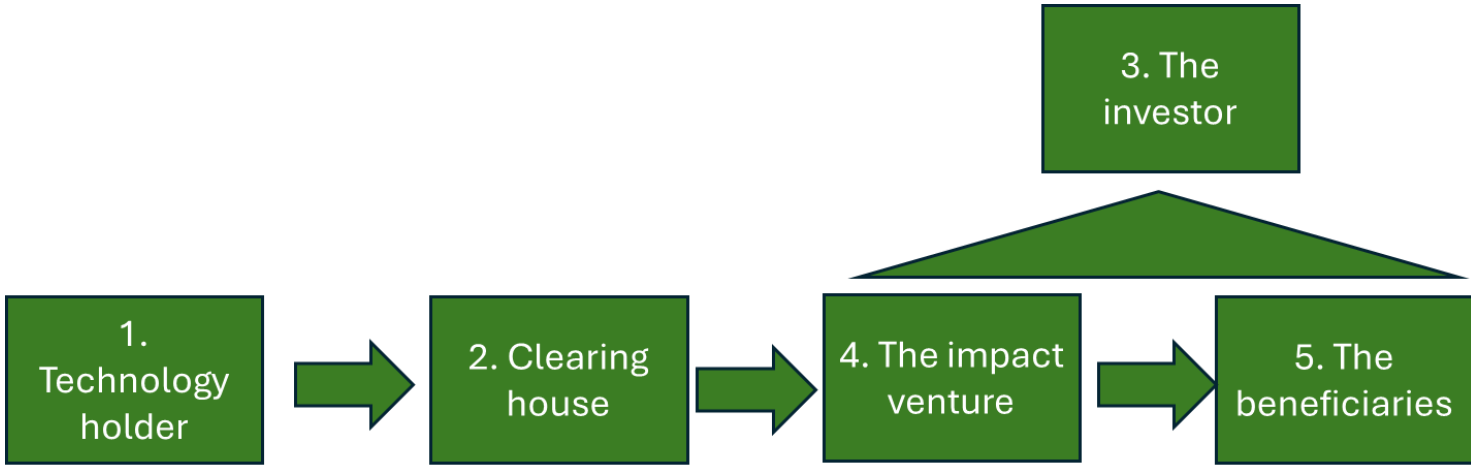 3. The
investor
1.
Technology
holder
2. Clearing
house
4. The impact
venture
5. The
beneficiaries